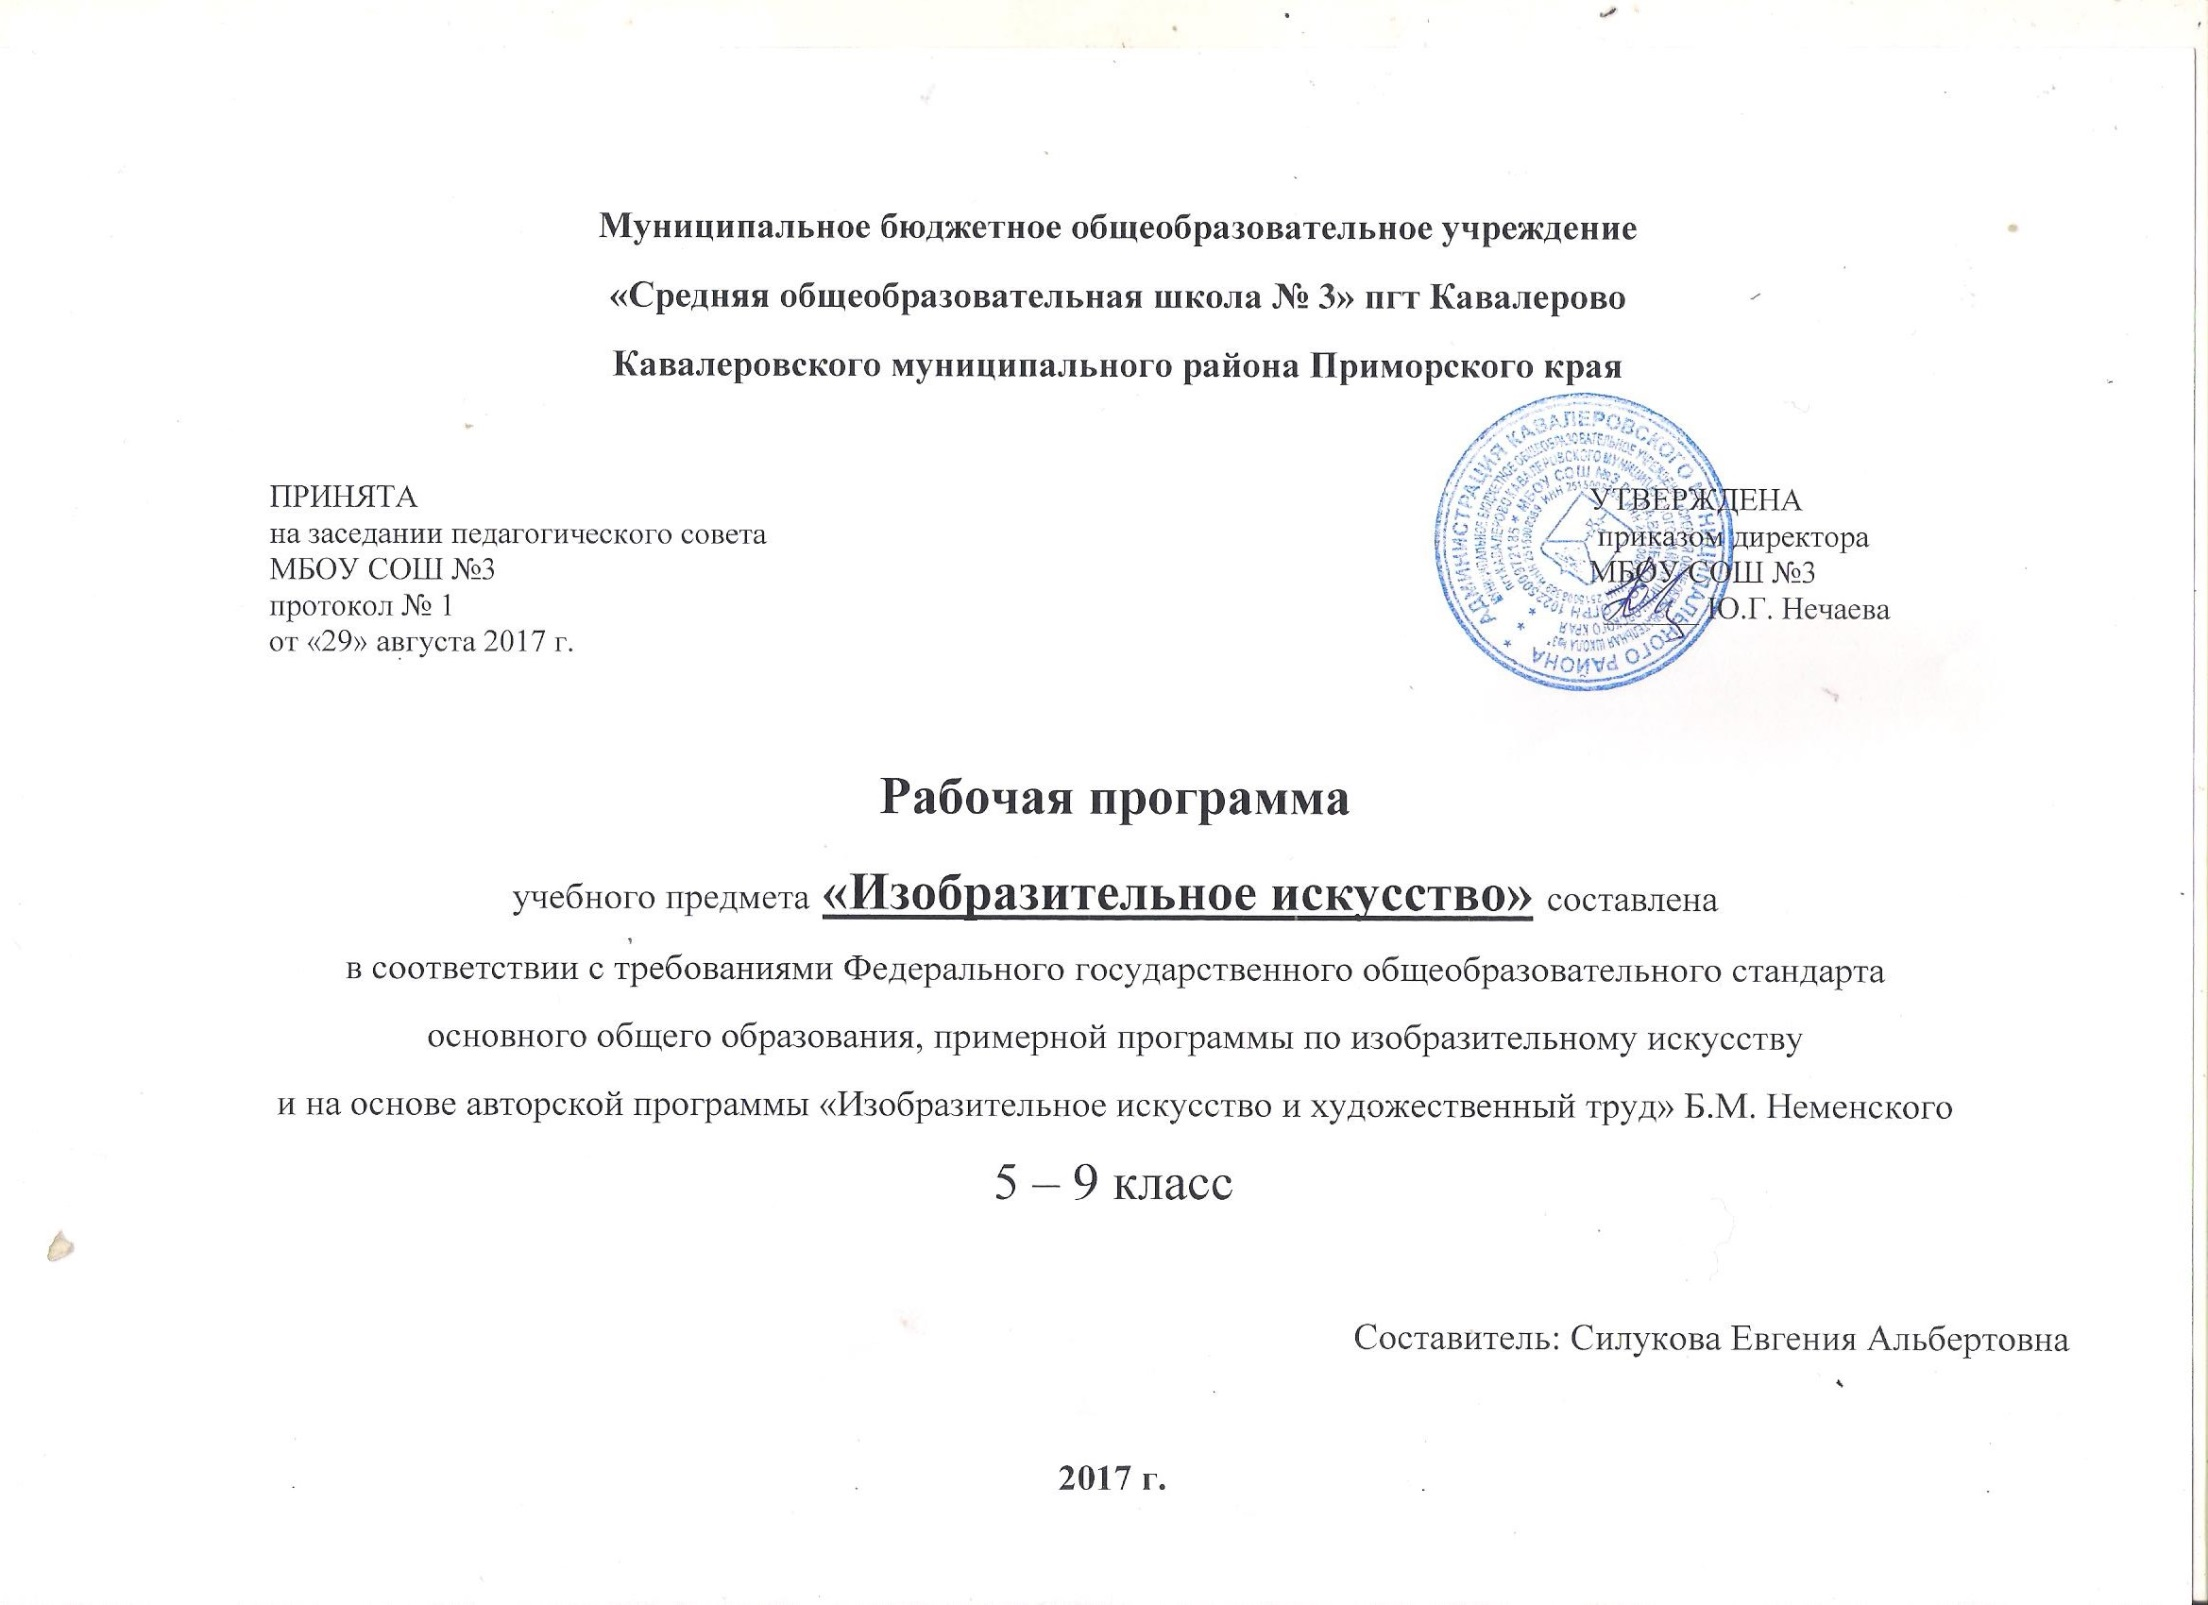 Муниципальное бюджетное общеобразовательное учреждение
«Средняя общеобразовательная школа № 3» пгт Кавалерово
Кавалеровского муниципального района Приморского края
ПРИНЯТА
на заседании педагогического совета
МБОУ СОШ №3
протокол № 1
от «29» августа 2017 г.
УТВЕРЖДЕНА
приказом директора
МБОУ СОШ №3
Ю.Г. Нечаева
АДМИНИСТРАЦИЯ КАВАЛЕРОВСКОГО МУНИЦИПАЛЬНОГО РАЙОНА
Рабочая программа
учебного предмета «Изобразительное искусство» составлена
в соответствии с требованиями Федерального государственного общеобразовательного стандарта
основного общего образования, примерной программы по изобразительному искусству
и на основе авторской программы «Изобразительное искусство и художественный труд» Б.М. Неменского
5 – 9 класс
Составитель: Силукова Евгения Альбертовна
2017 г.